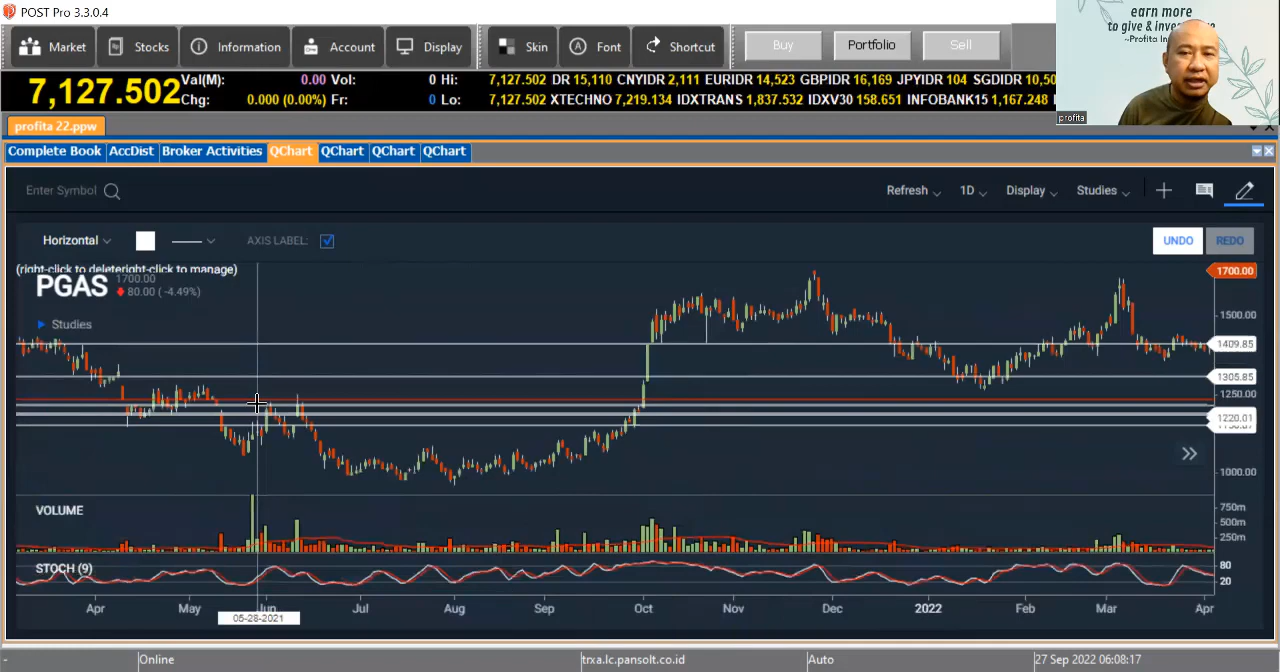 POST Pro 3.3.0.4
Market Stocks Information Account Display Skin Font Shortcut Buy Portfolio Sell
earn more
to give &
~Profita
profita
7,127.502
Val(M): 0.00 Vol: 0 Hi: 7,127.502 DR 15,110 CNYIDR 2,111 EURIDR 14,523 GBPIDR 16,169 JPYIDR 104 SGDIDR 10,50
Chg: 0.000 (0.00%) Fr: 0 Lo: 7,127.502 XTECHNO 7,219.134 IDXTRANS 1,837.532 IDXV30 158.651 INFOBANK15 1,167.248
profita 22.ppw
Complete Book AccDist Broker Activities QChart QChart QChart QChart
Enter Symbol Refresh 1D Display Studies
Horizontal AXIS LABEL: UNDO REDO
(right-click to deleteright-click to manage)
PGAS 1700.00
80.00 (-4.49%)
Studies
1700.00
1500.00
1409.85
1305.85
1250.00
1220.01
1000.00
VOLUME
750m
500m
250m
STOCH (9)
80
20
Apr May Jun Jul Aug Sep Oct Nov Dec 2022 Feb Mar Apr
05-28-2021
- Online trxa.lc.pansolt.co.id Auto 27 Sep 2022 06:08:17